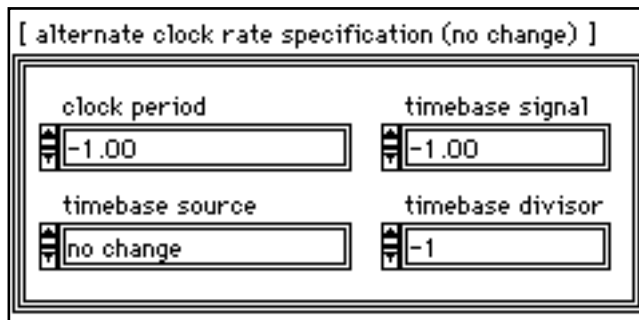 [ alternate clock rate specification (no change) ]
clock period
timebase signal
-1.00
-1.00
timebase source
timebase divisor
no change
-1